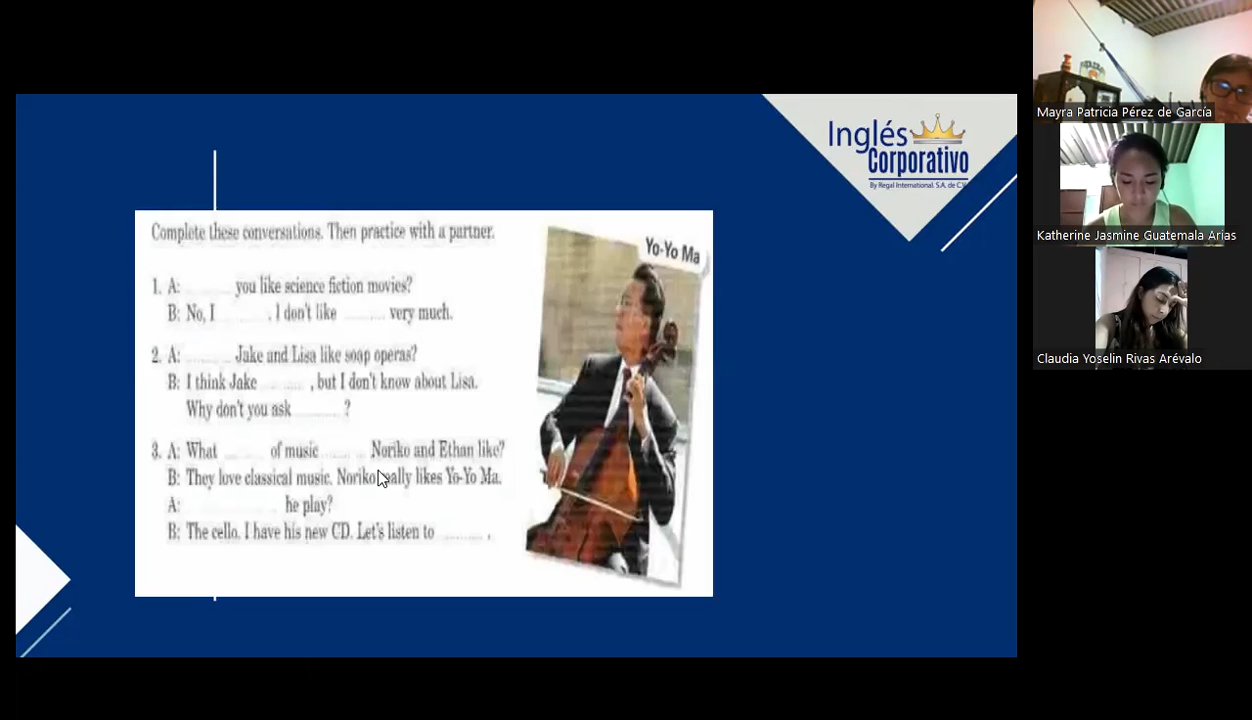 Inglés
Corporativo
By Regal International. S.A. de C.V.
Complete these conversations. Then practice with a partner.
Yo-Yo Ma
1. A: ........ you like science fiction movies?
B: No, I ........ . I don't like ........ very much.
2. A: ........ Jake and Lisa like soap operas?
B: I think Jake ........ , but I don't know about Lisa.
Why don't you ask ........ ?
3. A: What ........ of music ........ Noriko and Ethan like?
B: They love classical music. Noriko really likes Yo-Yo Ma.
A: ........ he play?
B: The cello. I have his new CD. Let's listen to ........ .
Mayra Patricia Pérez de García
Katherine Jasmine Guatemala Arias
Claudia Yoselin Rivas Arévalo